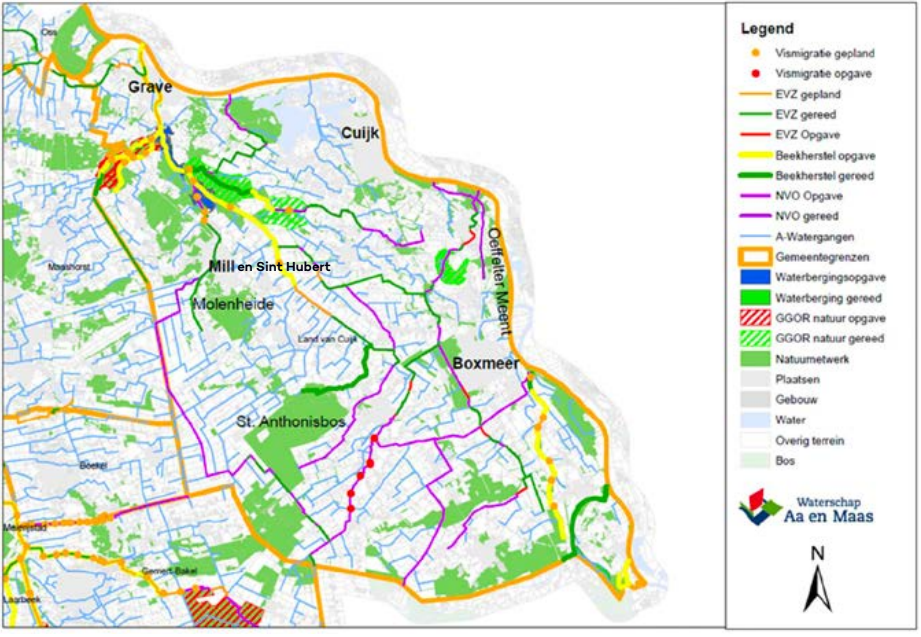 Oss
Grave
Cuijk
Oeffelter Meent
Maashorst
Mill en Sint Hubert
Molenheide
Land van Cuijk
Boxmeer
St. Anthonisbos
Boekel
Meierijstad
Gemert-Bakel
Laarbeek
Legend
Vismigratie gepland
Vismigratie opgave
EVZ gepland
EVZ gereed
EVZ Opgave
Beekherstel opgave
Beekherstel gereed
NVO Opgave
NVO gereed
A-Watergangen
Gemeentegrenzen
Waterbergingsopgave
Waterberging gereed
GGOR natuur opgave
GGOR natuur gereed
Natuurnetwerk
Plaatsen
Gebouw
Water
Overig terrein
Bos
Waterschap
Aa en Maas
N